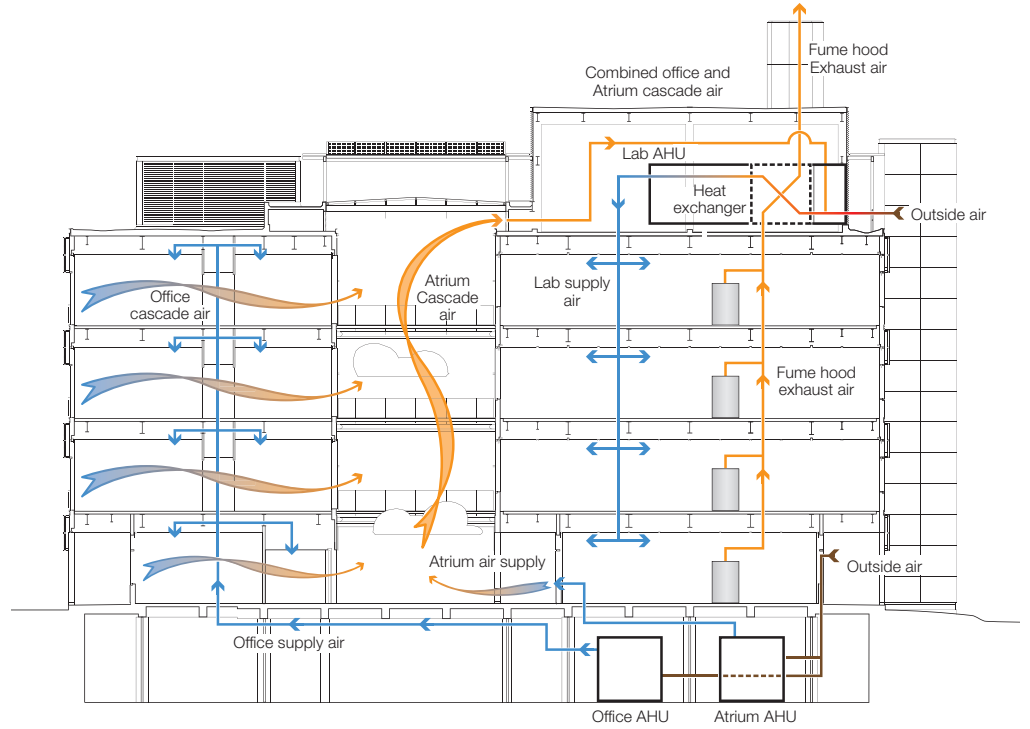 Fume hood
Exhaust air
Combined office and
Atrium cascade air
Lab AHU
Heat
exchanger
Outside air
Office
cascade air
Atrium
Cascade
air
Lab supply
air
Fume hood
exhaust air
Atrium air supply
Outside air
Office supply air
Office AHU
Atrium AHU